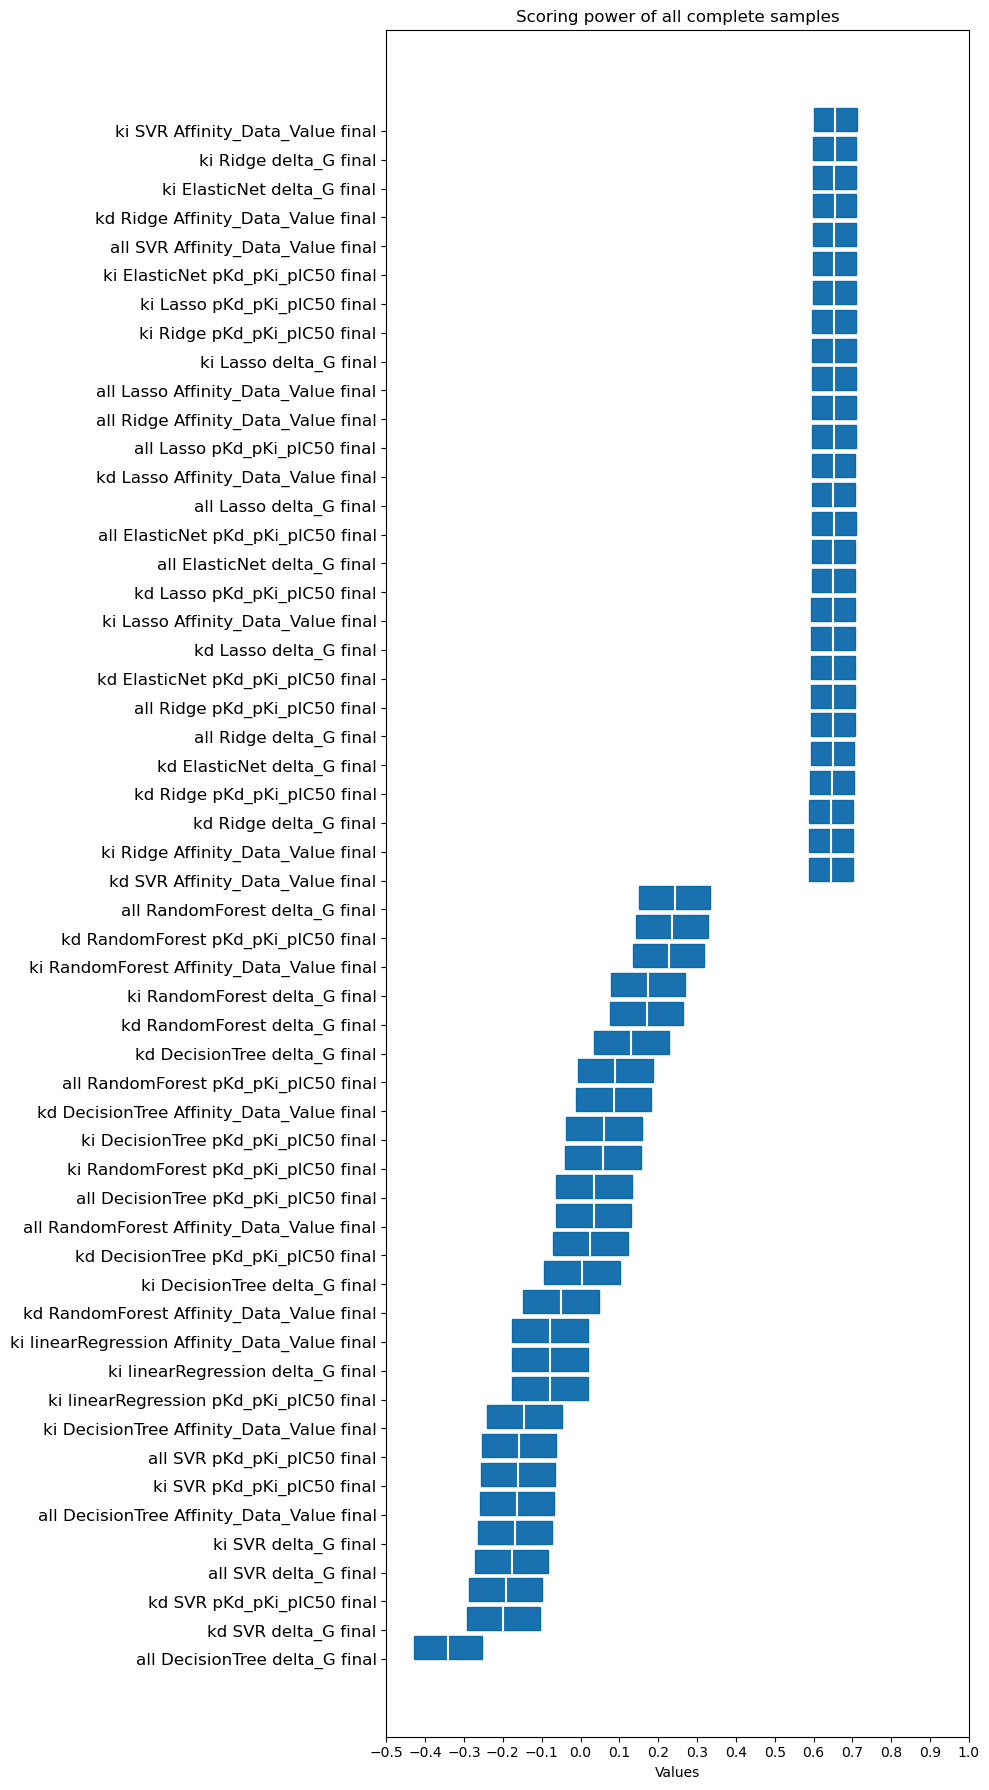 Scoring power of all complete samples
ki SVR Affinity_Data_Value final
ki Ridge delta_G final
ki ElasticNet delta_G final
kd Ridge Affinity_Data_Value final
all SVR Affinity_Data_Value final
ki ElasticNet pKd_pKi_pIC50 final
ki Lasso pKd_pKi_pIC50 final
ki Ridge pKd_pKi_pIC50 final
ki Lasso delta_G final
all Lasso Affinity_Data_Value final
all Ridge Affinity_Data_Value final
all Lasso pKd_pKi_pIC50 final
kd Lasso Affinity_Data_Value final
all Lasso delta_G final
all ElasticNet pKd_pKi_pIC50 final
all ElasticNet delta_G final
kd Lasso pKd_pKi_pIC50 final
ki Lasso Affinity_Data_Value final
kd Lasso delta_G final
kd ElasticNet pKd_pKi_pIC50 final
all Ridge pKd_pKi_pIC50 final
all Ridge delta_G final
kd ElasticNet delta_G final
kd Ridge pKd_pKi_pIC50 final
kd Ridge delta_G final
ki Ridge Affinity_Data_Value final
kd SVR Affinity_Data_Value final
all RandomForest delta_G final
kd RandomForest pKd_pKi_pIC50 final
ki RandomForest Affinity_Data_Value final
ki RandomForest delta_G final
kd RandomForest delta_G final
kd DecisionTree delta_G final
all RandomForest pKd_pKi_pIC50 final
kd DecisionTree Affinity_Data_Value final
ki DecisionTree pKd_pKi_pIC50 final
ki RandomForest pKd_pKi_pIC50 final
all DecisionTree pKd_pKi_pIC50 final
all RandomForest Affinity_Data_Value final
kd DecisionTree pKd_pKi_pIC50 final
ki DecisionTree delta_G final
kd RandomForest Affinity_Data_Value final
ki linearRegression Affinity_Data_Value final
ki linearRegression delta_G final
ki linearRegression pKd_pKi_pIC50 final
ki DecisionTree Affinity_Data_Value final
all SVR pKd_pKi_pIC50 final
ki SVR pKd_pKi_pIC50 final
all DecisionTree Affinity_Data_Value final
ki SVR delta_G final
all SVR delta_G final
kd SVR pKd_pKi_pIC50 final
kd SVR delta_G final
all DecisionTree delta_G final
−0.5 −0.4 −0.3 −0.2 −0.1 0.0 0.1 0.2 0.3 0.4 0.5 0.6 0.7 0.8 0.9 1.0
Values